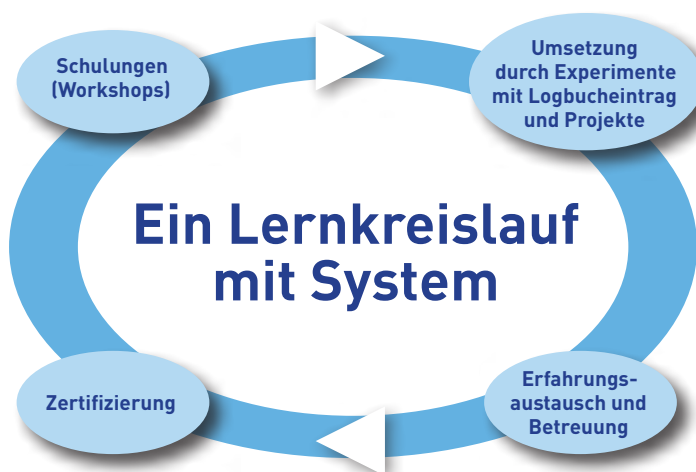 Schulungen
(Workshops)
Umsetzung
durch Experimente
mit Logbucheintrag
und Projekte
Ein Lernkreislauf
mit System
Zertifizierung
Erfahrungs-
austausch und
Betreuung